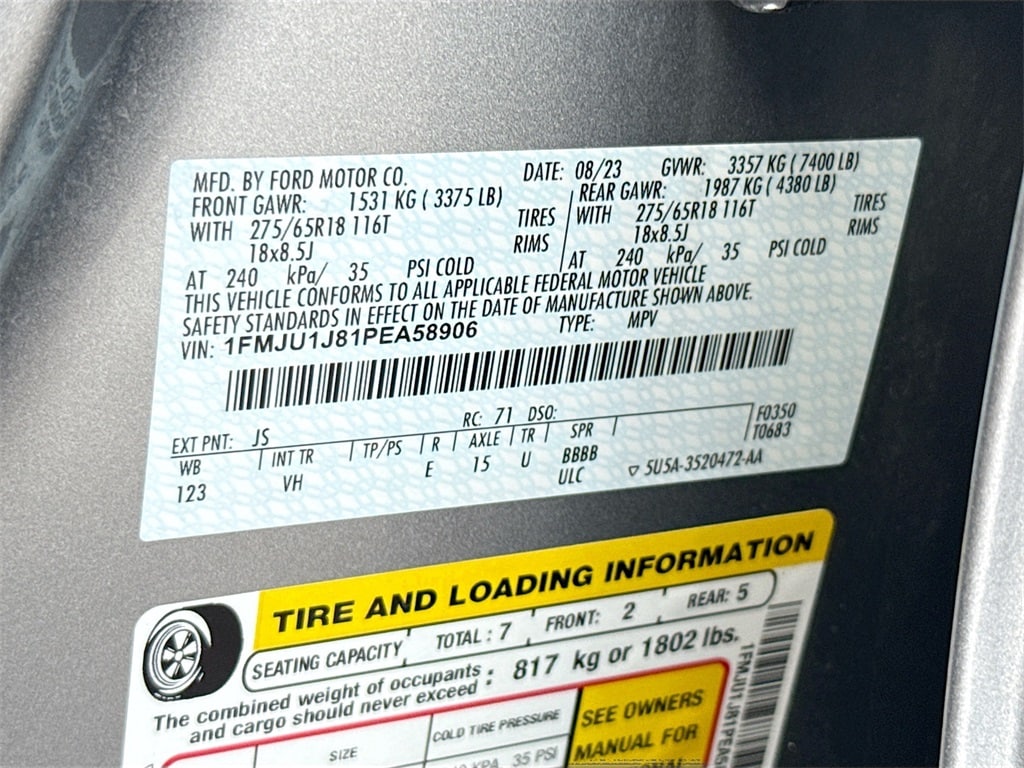 MFD. BY FORD MOTOR CO. DATE: 08/23 GVWR: 3357 KG ( 7400 LB)
FRONT GAWR: 1531 KG ( 3375 LB) REAR GAWR: 1987 KG ( 4380 LB)
WITH 275/65R18 116T TIRES WITH 275/65R18 116T TIRES
18x8.5J RIMS 18x8.5J RIMS
AT 240 kPa/ 35 PSI COLD AT 240 kPa/ 35 PSI COLD
THIS VEHICLE CONFORMS TO ALL APPLICABLE FEDERAL MOTOR VEHICLE
SAFETY STANDARDS IN EFFECT ON THE DATE OF MANUFACTURE SHOWN ABOVE.
VIN: 1FMJU1J81PEA58906 TYPE: MPV
EXT PNT: JS RC: 71 DSO: F0350
WB INT TR TP/PS R AXLE TR SPR T0683
123 VH E 15 U BBBB
ULC ▽ 5U5A-3520472-AA
TIRE AND LOADING INFORMATION
SEATING CAPACITY TOTAL : 7 FRONT: 2 REAR: 5
The combined weight of occupants
and cargo should never exceed : 817 kg or 1802 lbs.
SIZE COLD TIRE PRESSURE SEE OWNERS
35 PSI MANUAL FOR
1FMJU1J81PEA5